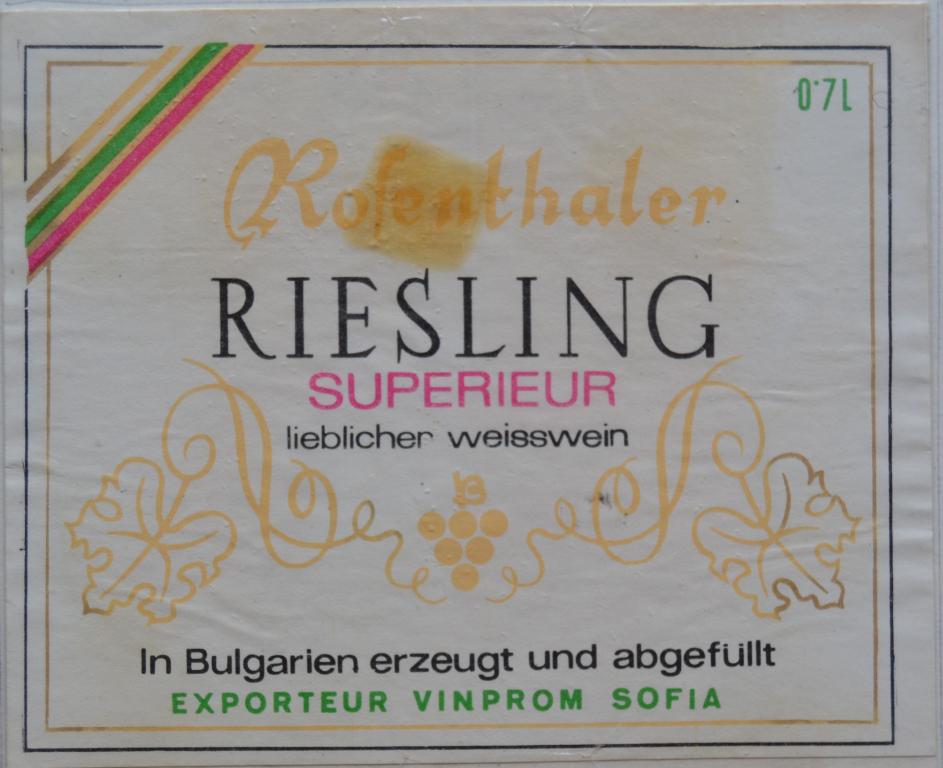 0·7L
Rosenthaler
RIESLING
SUPERIEUR
lieblicher weisswein
In Bulgarien erzeugt und abgefüllt
EXPORTEUR VINPROM SOFIA